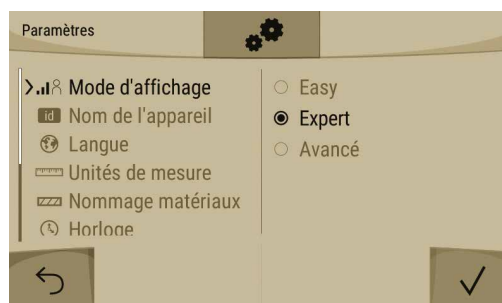 Paramètres
Mode d'affichage
id Nom de l'appareil
Langue
Unités de mesure
Nommage matériaux
Horloge
Easy
Expert
Avancé